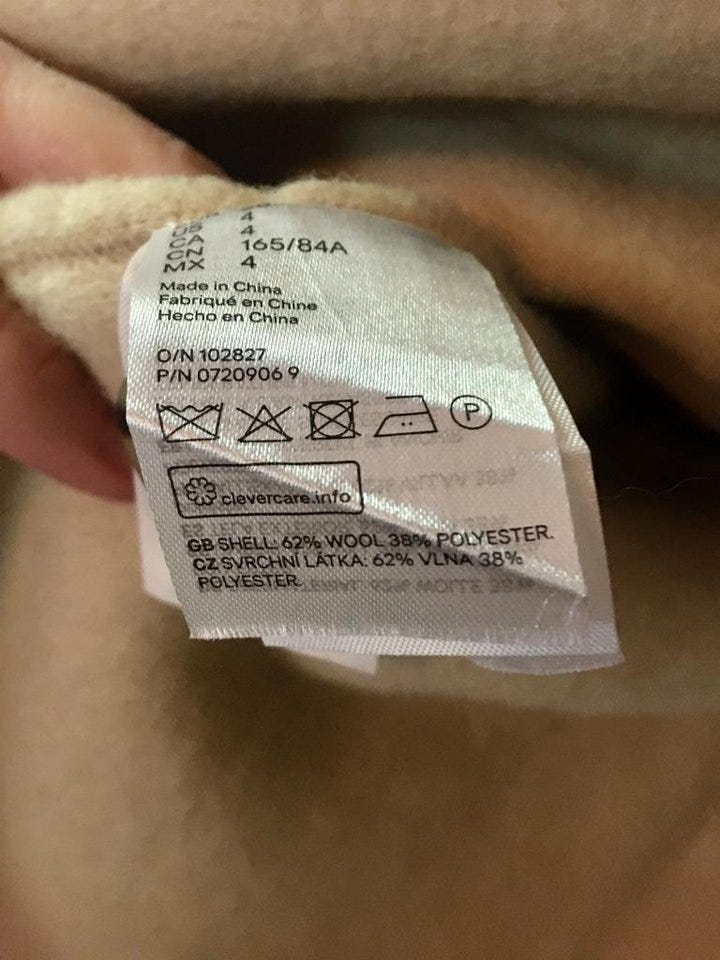 US 4
CA 4
CN 165/84A
MX 4
Made in China
Fabriqué en Chine
Hecho en China
O/N 102827
P/N 0720906 9
P
clevercare.info
GB SHELL: 62% WOOL 38% POLYESTER.
CZ SVRCHNÍ LÁTKA: 62% VLNA 38%
POLYESTER.